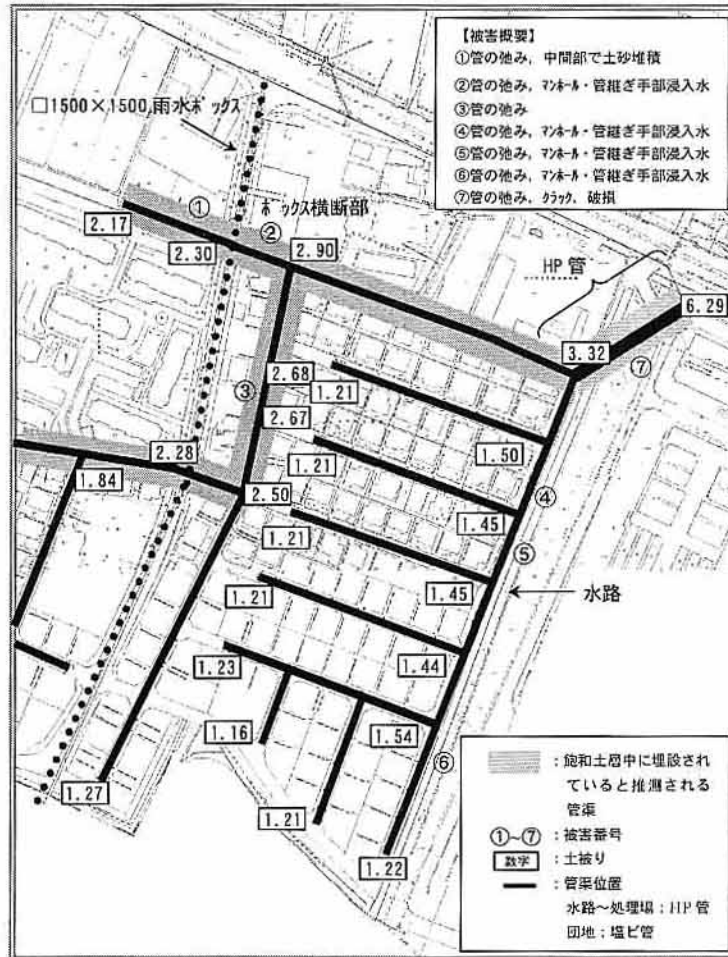 【被害概要】
①管の弛み, 中間部で土砂堆積
②管の弛み, マンホール・管継ぎ手部浸入水
③管の弛み
④管の弛み, マンホール・管継ぎ手部浸入水
⑤管の弛み, マンホール・管継ぎ手部浸入水
⑥管の弛み, マンホール・管継ぎ手部浸入水
⑦管の弛み, クラック、破損
□1500×1500,雨水ボックス
ボックス横断部
①
②
2.17
2.30
2.90
HP 管
6.29
3.32
⑦
③
2.68
1.21
2.67
1.50
2.28
1.21
1.84
2.50
④
1.45
1.21
⑤
1.45
水路
1.21
1.44
1.23
1.16
1.54
⑥
1.27
1.21
1.22
:飽和土層中に埋設され
ていると推測される
管渠
①~⑦:被害番号
数字:土被り
:管渠位置
水路~処理場;HP 管
団地;塩ビ管